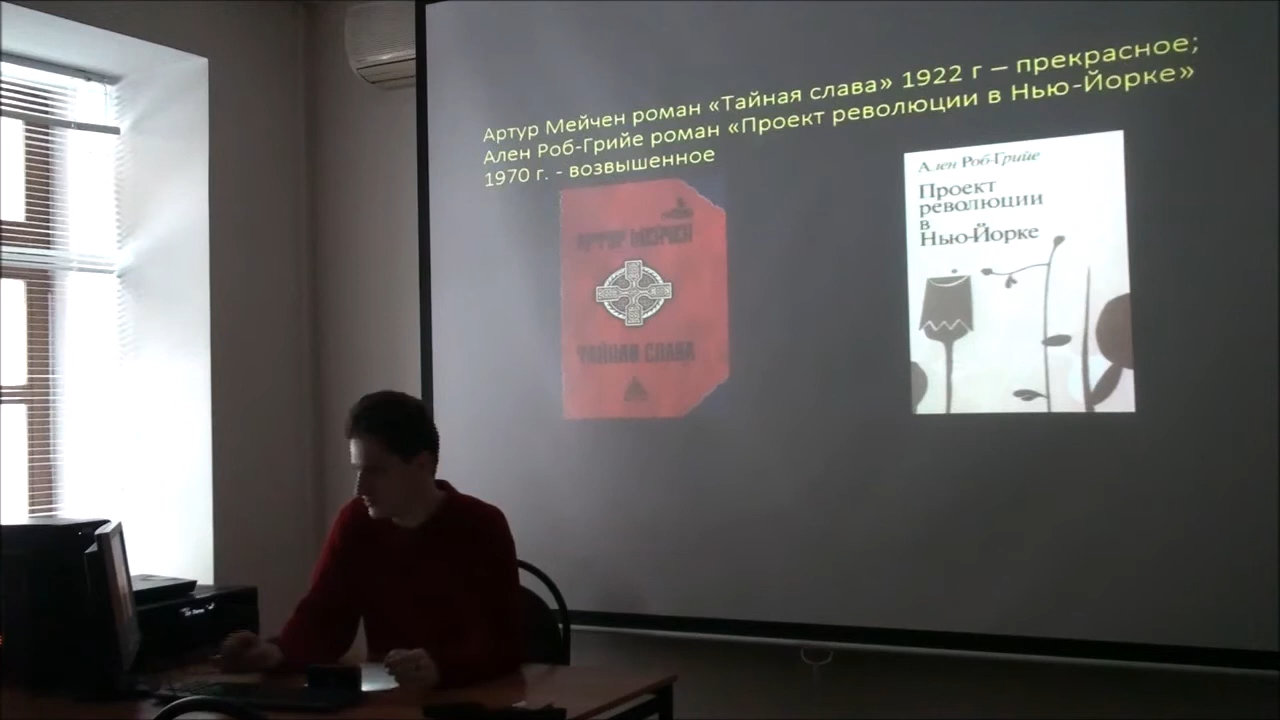 Артур Мейчен роман «Тайная слава» 1922 г – прекрасное;
Ален Роб-Грийе роман «Проект революции в Нью-Йорке»
1970 г. - возвышенное
АРТУР МЕЙЧЕН
ТАЙНАЯ СЛАВА
Ален Роб-Грийе
Проект
революции
в
Нью-Йорке